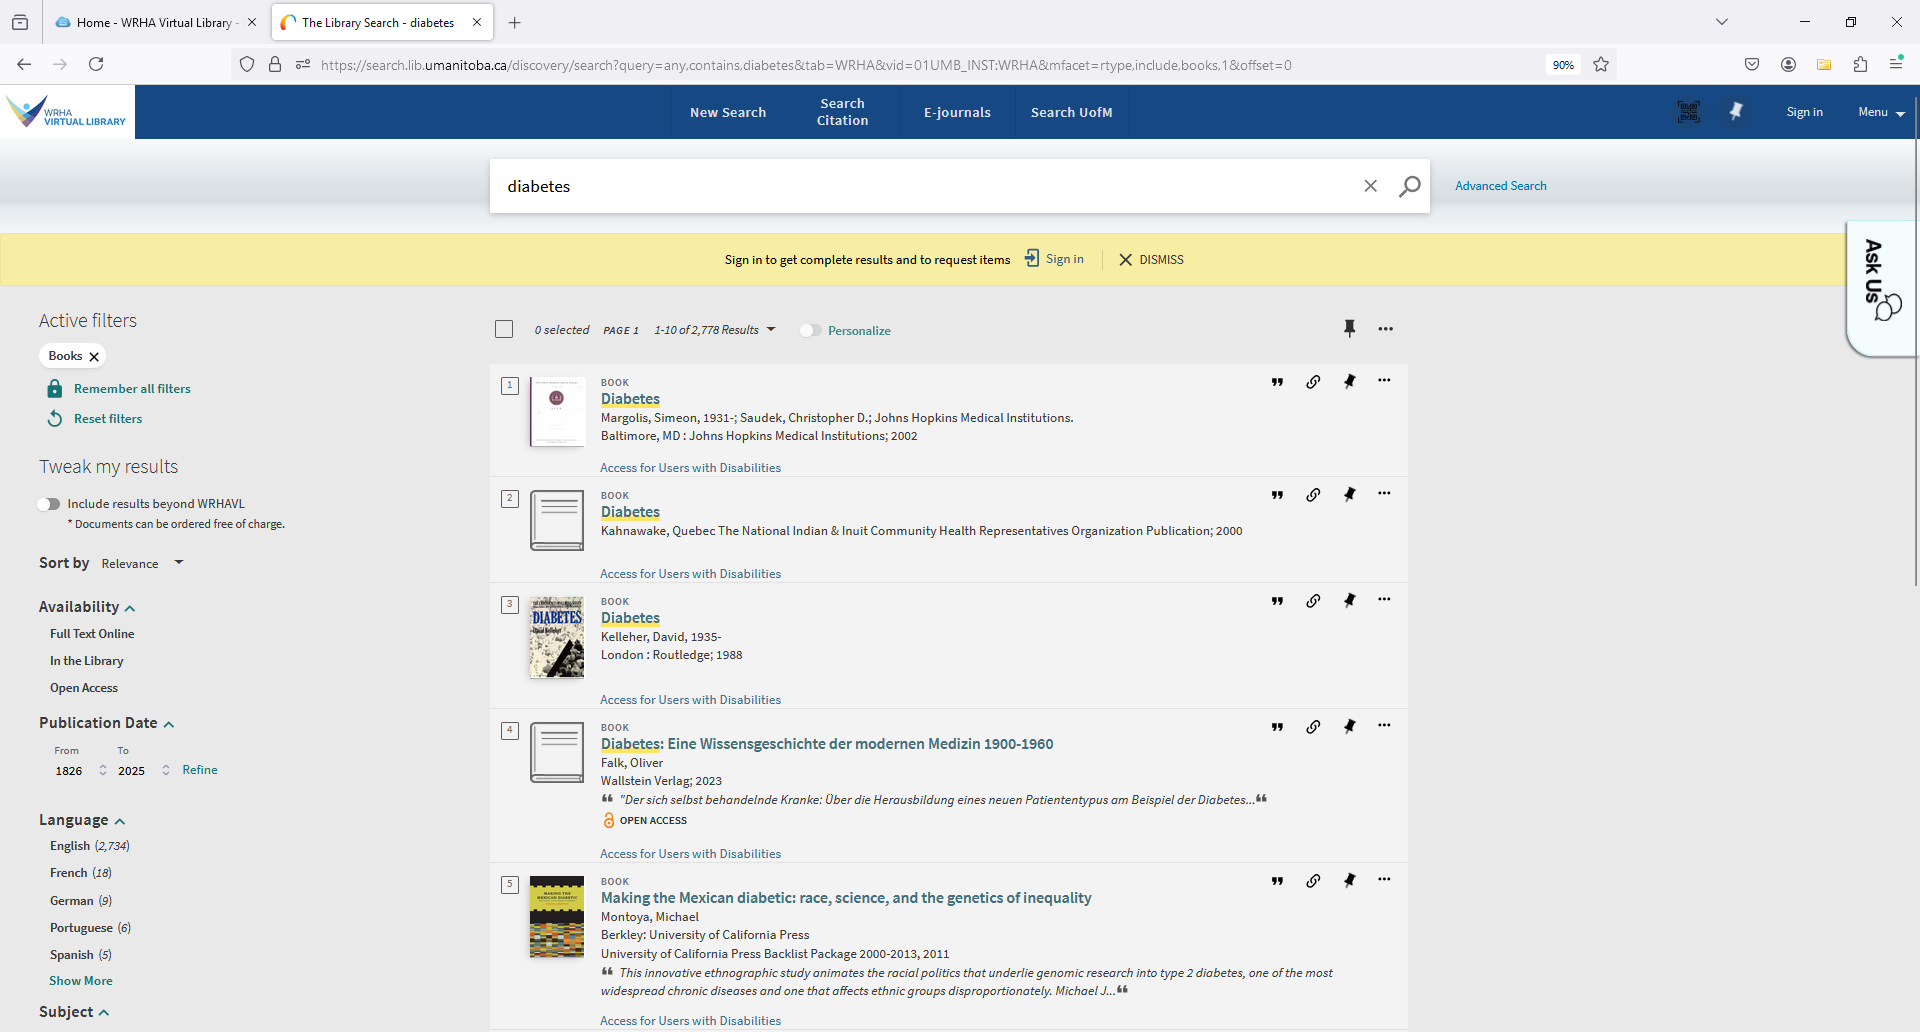 Home - WRHA Virtual Library -
The Library Search - diabetes
https://search.lib.umanitoba.ca/discovery/search?query=any,contains,diabetes&tab=WRHA&vid=01UMB_INST:WRHA&mfacet=rtype,include,books,1&offset=0
90%
WRHA
VIRTUAL LIBRARY
New Search
Search
Citation
E-journals
Search UofM
Sign in
Menu
diabetes
Advanced Search
Sign in to get complete results and to request items
Sign in
DISMISS
Ask Us
Active filters
Books
Remember all filters
Reset filters
Tweak my results
Include results beyond WRHAVL
* Documents can be ordered free of charge.
Sort by Relevance
Availability
Full Text Online
In the Library
Open Access
Publication Date
From To
1826 2025 Refine
Language
English (2,734)
French (18)
German (9)
Portuguese (6)
Spanish (5)
Show More
Subject
0 selected PAGE 1 1-10 of 2,778 Results
Personalize
1
BOOK
Diabetes
Margolis, Simeon, 1931-; Saudek, Christopher D.; Johns Hopkins Medical Institutions.
Baltimore, MD : Johns Hopkins Medical Institutions; 2002
Access for Users with Disabilities
2
BOOK
Diabetes
Kahnawake, Quebec The National Indian & Inuit Community Health Representatives Organization Publication; 2000
Access for Users with Disabilities
3
DIABETES
David Kelleher
BOOK
Diabetes
Kelleher, David, 1935-
London : Routledge; 1988
Access for Users with Disabilities
4
BOOK
Diabetes: Eine Wissensgeschichte der modernen Medizin 1900-1960
Falk, Oliver
Wallstein Verlag; 2023
"Der sich selbst behandelnde Kranke: Über die Herausbildung eines neuen Patiententypus am Beispiel der Diabetes...
OPEN ACCESS
Access for Users with Disabilities
5
MAKING THE
MEXICAN DIABETIC
BOOK
Making the Mexican diabetic: race, science, and the genetics of inequality
Montoya, Michael
Berkley: University of California Press
University of California Press Backlist Package 2000-2013, 2011
This innovative ethnographic study animates the racial politics that underlie genomic research into type 2 diabetes, one of the most
widespread chronic diseases and one that affects ethnic groups disproportionately. Michael J...
Access for Users with Disabilities